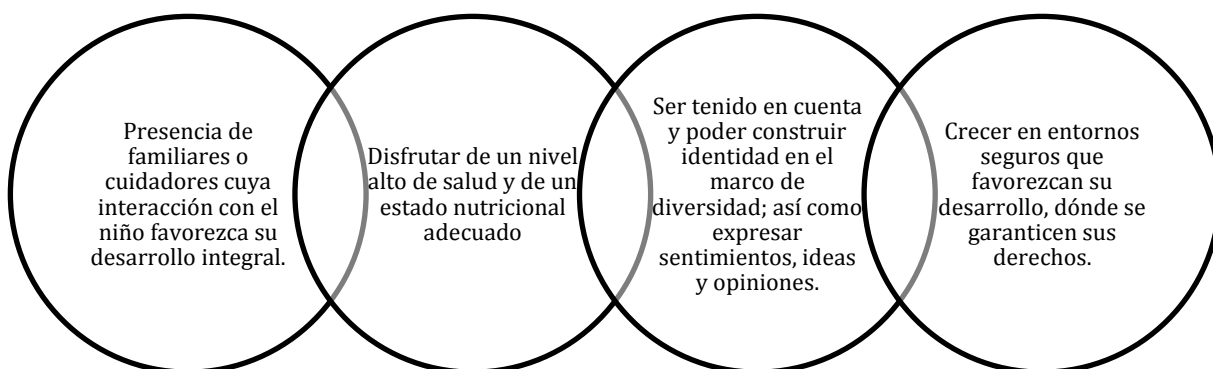 Presencia de
familiares o
cuidadores cuya
interacción con el
niño favorezca su
desarrollo integral.
Disfrutar de un nivel
alto de salud y de un
estado nutricional
adecuado
Ser tenido en cuenta
y poder construir
identidad en el
marco de
diversidad; así como
expresar
sentimientos, ideas
y opiniones.
Crecer en entornos
seguros que
favorezcan su
desarrollo, dónde se
garanticen sus
derechos.